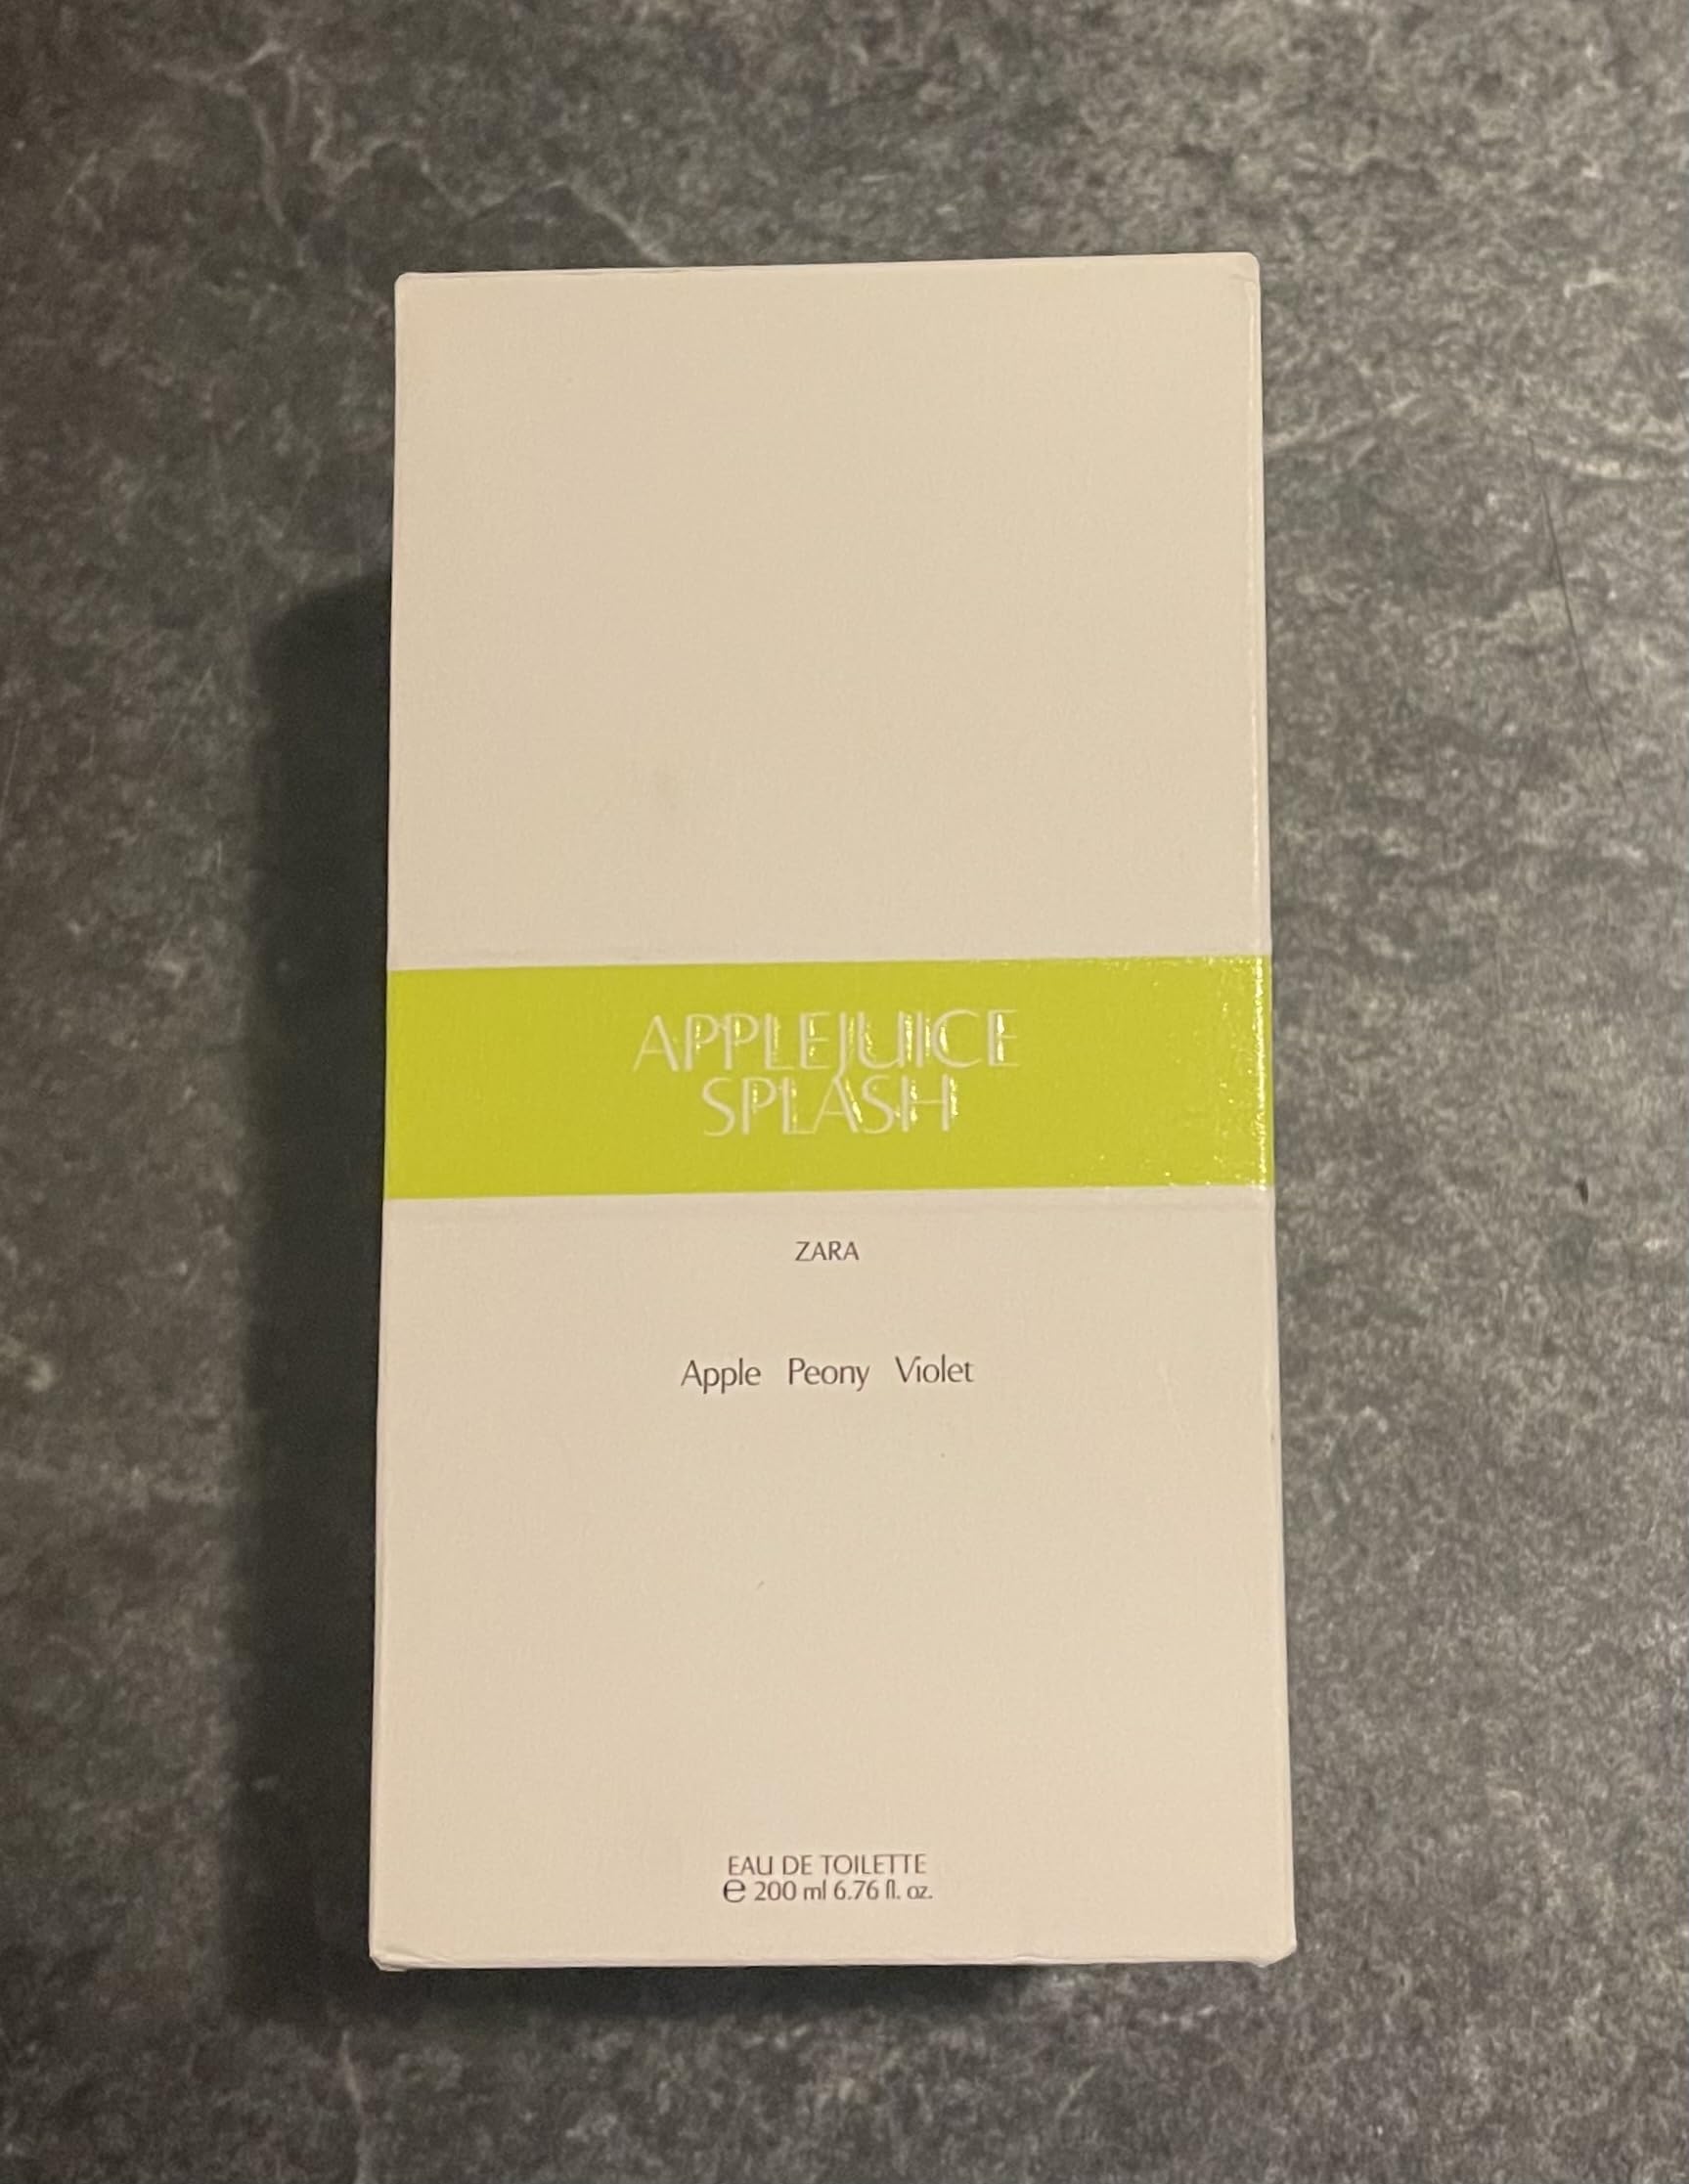 APPLEJUICE
SPLASH
ZARA
Apple Peony Violet
EAU DE TOILETTE
℮ 200 ml 6.76 fl. oz.